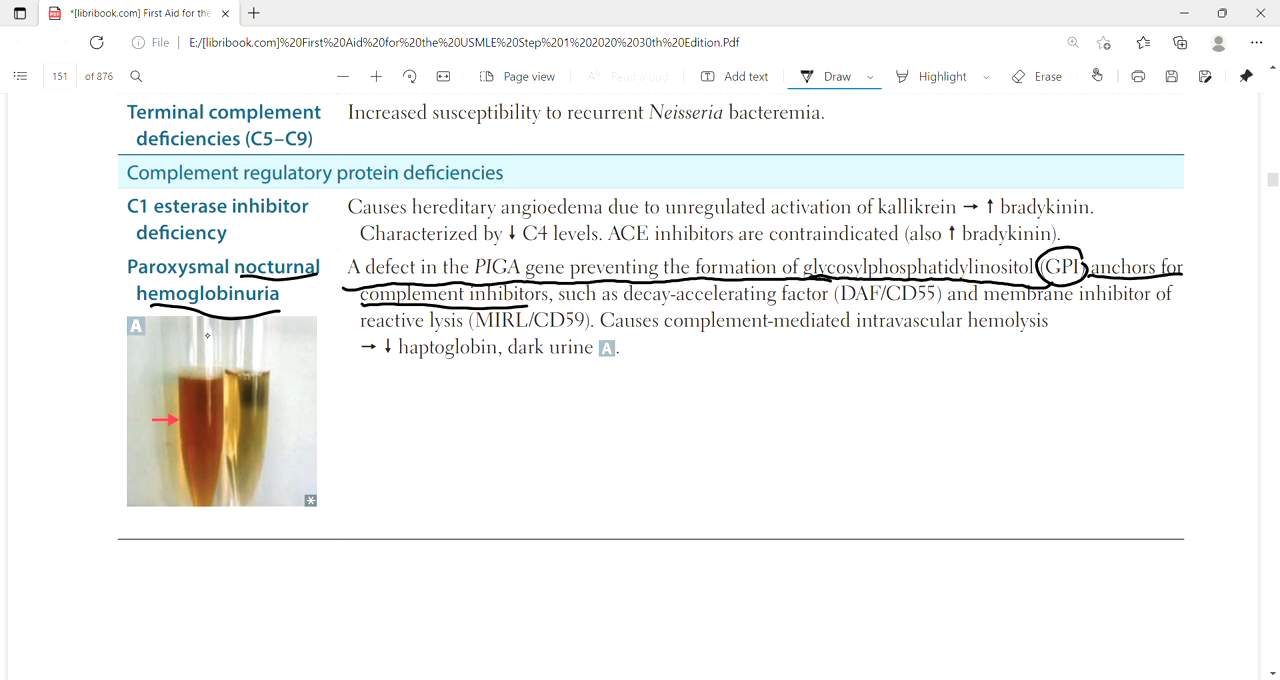 *[libribook.com] First Aid for the
File E:/[libribook.com]%20First%20Aid%20for%20the%20USMLE%20Step%201%202020%2030th%20Edition.Pdf
151 of 876 Page view Read aloud Add text Draw Highlight Erase
Terminal complement Increased susceptibility to recurrent Neisseria bacteremia.
deficiencies (C5–C9)
Complement regulatory protein deficiencies
C1 esterase inhibitor Causes hereditary angioedema due to unregulated activation of kallikrein → ↑ bradykinin.
deficiency Characterized by ↓ C4 levels. ACE inhibitors are contraindicated (also ↑ bradykinin).
Paroxysmal nocturnal A defect in the PIGA gene preventing the formation of glycosylphosphatidylinositol (GPI) anchors for
hemoglobinuria complement inhibitors, such as decay-accelerating factor (DAF/CD55) and membrane inhibitor of
A reactive lysis (MIRL/CD59). Causes complement-mediated intravascular hemolysis
→ ↓ haptoglobin, dark urine A.